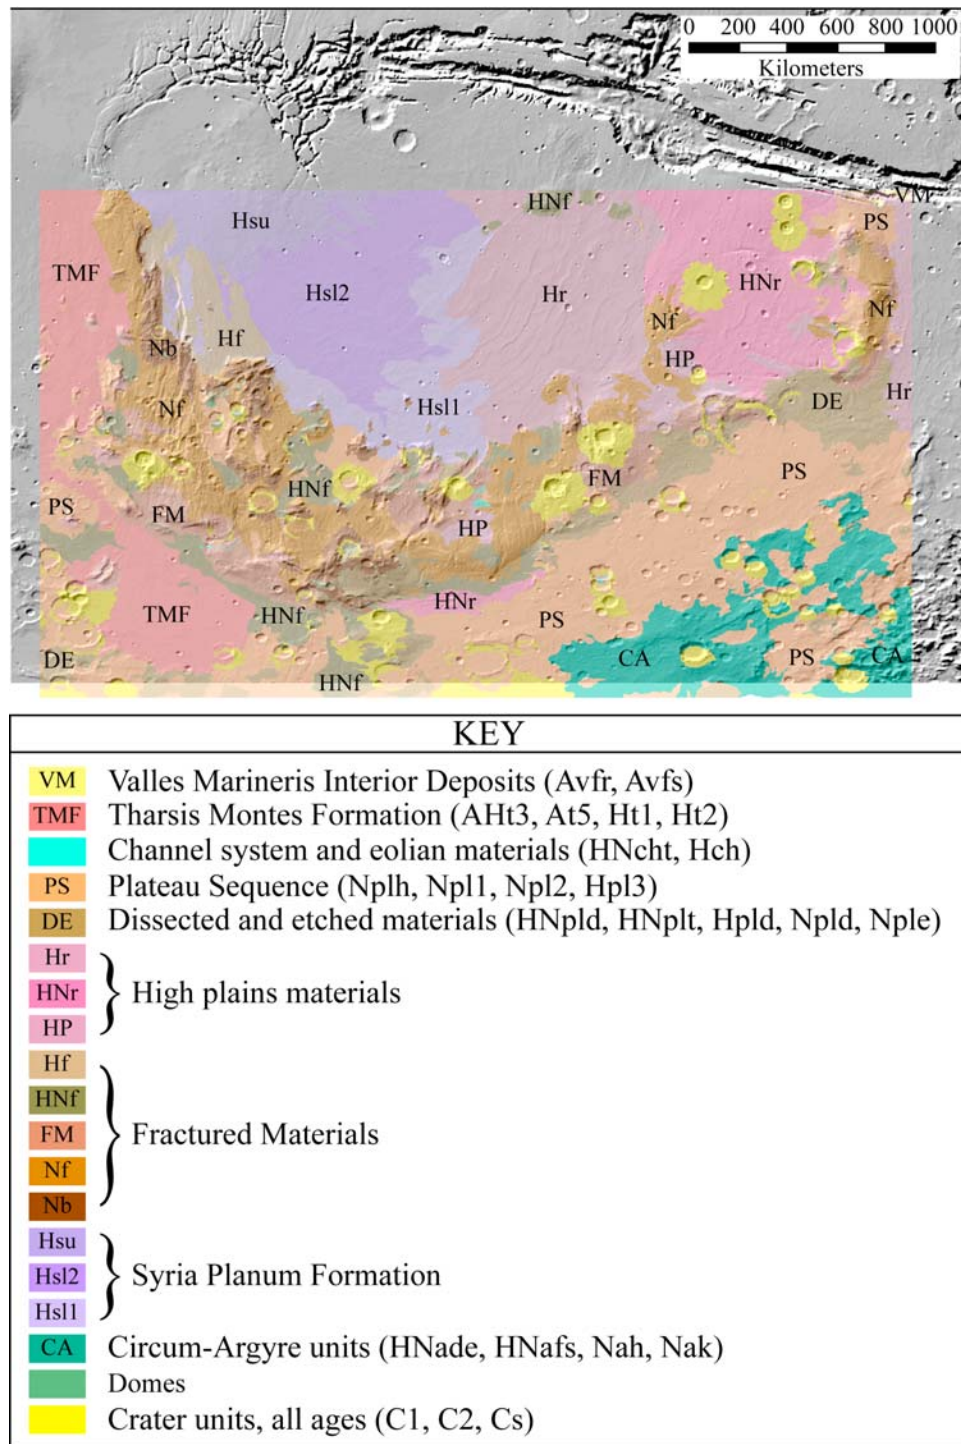 0 200 400 600 800 1000
Kilometers
VM
HNf
PS
Hsu
TMF
HNr
Hsl2
Hr
Nf
Nf
Hf
Nb
HP
Hr
Hsl1
DE
Nf
PS
FM
HNf
PS
FM
HP
HNr
TMF
HNf
PS
CA
PS
CA
DE
HNf
KEY
VM Valles Marineris Interior Deposits (Avfr, Avfs)
TMF Tharsis Montes Formation (AHt3, At5, Ht1, Ht2)
Channel system and eolian materials (HNcht, Hch)
PS Plateau Sequence (Nplh, Npl1, Npl2, Hpl3)
DE Dissected and etched materials (HNpld, HNplt, Hpld, Npld, Nple)
Hr
HNr High plains materials
HP
Hf
HNf
FM Fractured Materials
Nf
Nb
Hsu
Hsl2 Syria Planum Formation
Hsl1
CA Circum-Argyre units (HNade, HNafs, Nah, Nak)
Domes
Crater units, all ages (C1, C2, Cs)